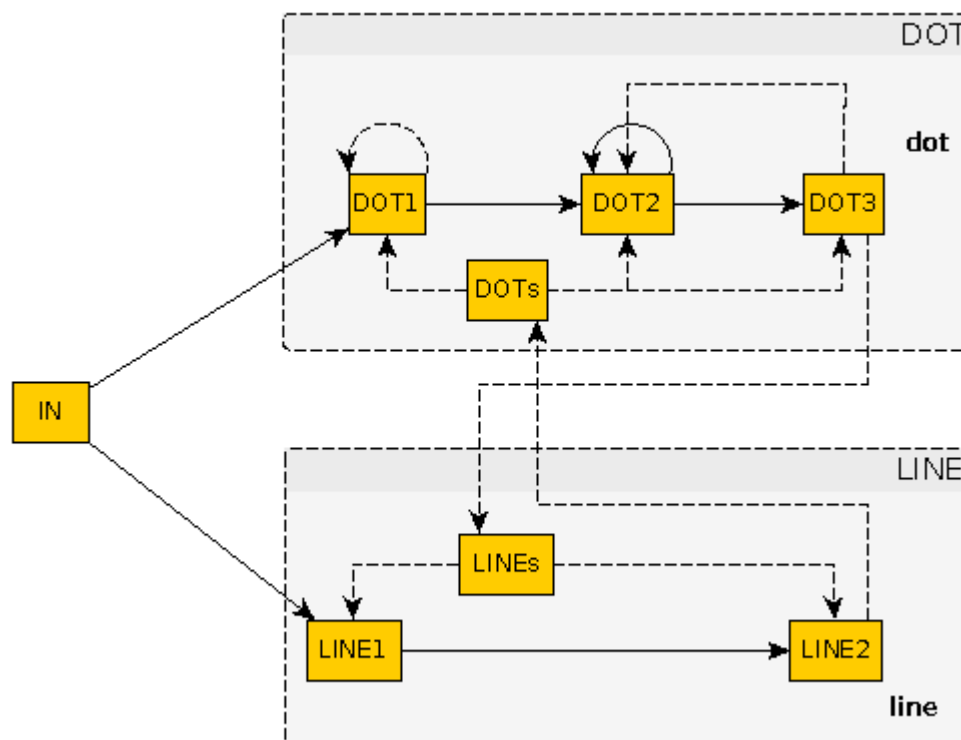 DOT
dot
DOT1
DOT2
DOT3
DOTs
IN
LINE
LINEs
LINE1
LINE2
line